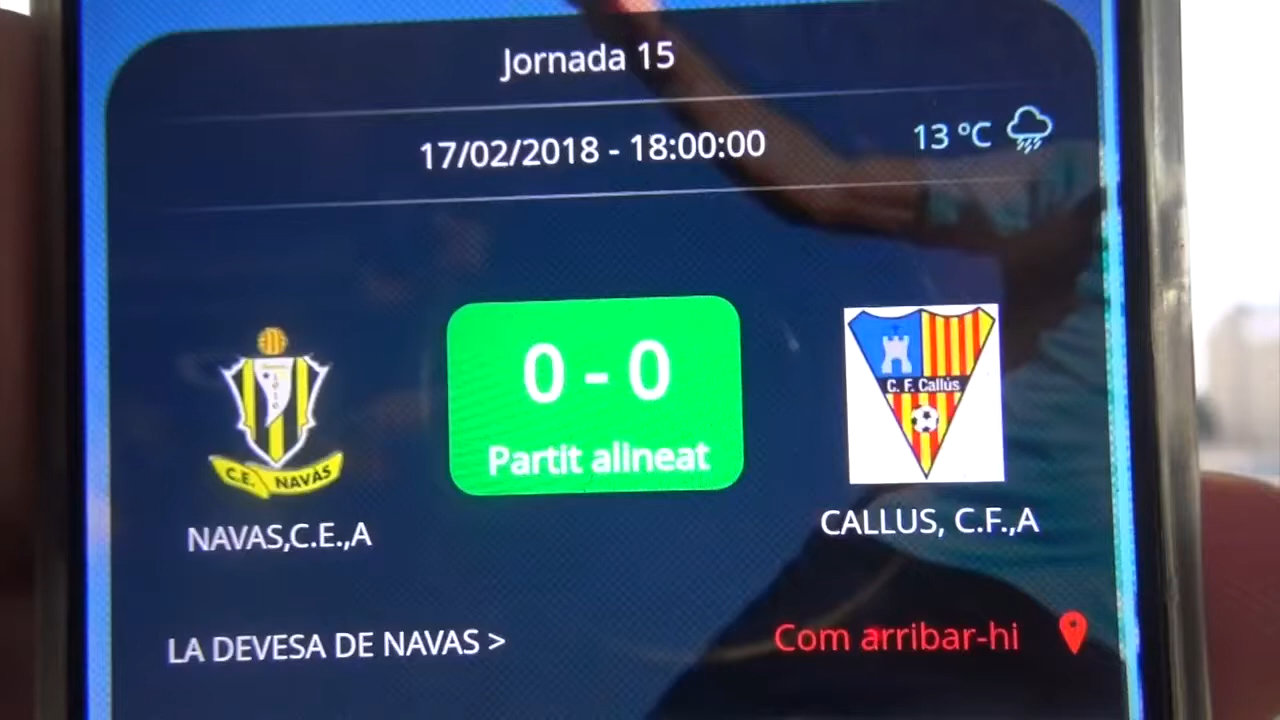 Jornada 15
17/02/2018 - 18:00:00
13 ºC
0 - 0
Partit alineat
C. F. Callús
C.E. NAVÀS
NAVAS,C.E.,A
CALLUS, C.F.,A
LA DEVESA DE NAVAS >
Com arribar-hi